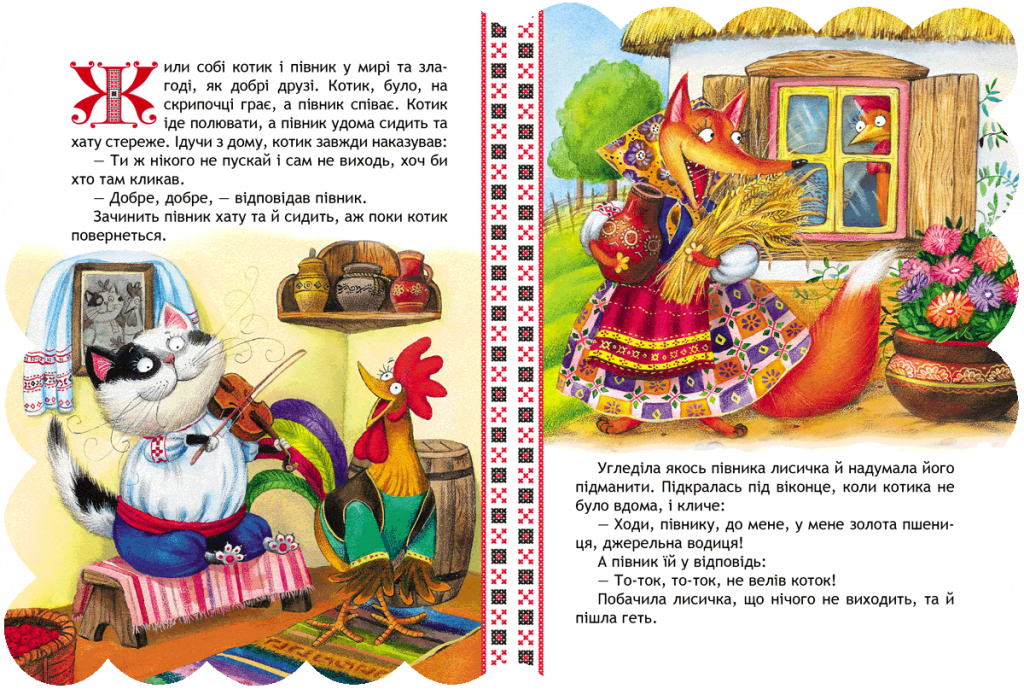 Жили собі котик і півник у мирі та зла-
годі, як добрі друзі. Котик, було, на
скрипочці грає, а півник співає. Котик
іде полювати, а півник удома сидить та
хату стереже. Ідучи з дому, котик завжди наказував:
— Ти ж нікого не пускай і сам не виходь, хоч би
хто там кликав.
— Добре, добре, — відповідав півник.
Зачинить півник хату та й сидить, аж поки котик
повернеться.
Угледіла якось півника лисичка й надумала його
підманити. Підкралась під віконце, коли котика не
було вдома, і кличе:
— Ходи, півнику, до мене, у мене золота пшени-
ця, джерельна водиця!
А півник їй у відповідь:
— То-ток, то-ток, не велів коток!
Побачила лисичка, що нічого не виходить, та й
пішла геть.